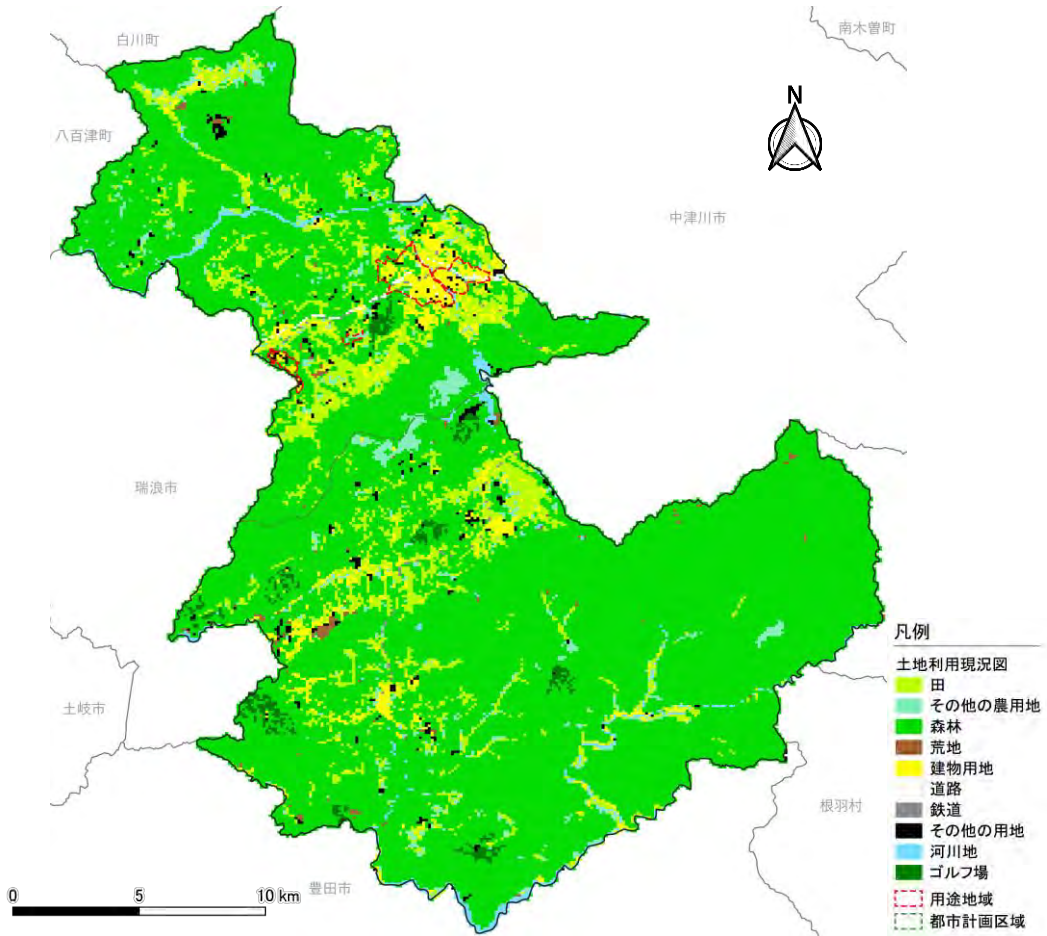 白川町
南木曽町
N
八百津町
中津川市
瑞浪市
土岐市
根羽村
豊田市
0 5 10 km
凡例
土地利用現況図
田
その他の農用地
森林
荒地
建物用地
道路
鉄道
その他の用地
河川地
ゴルフ場
用途地域
都市計画区域